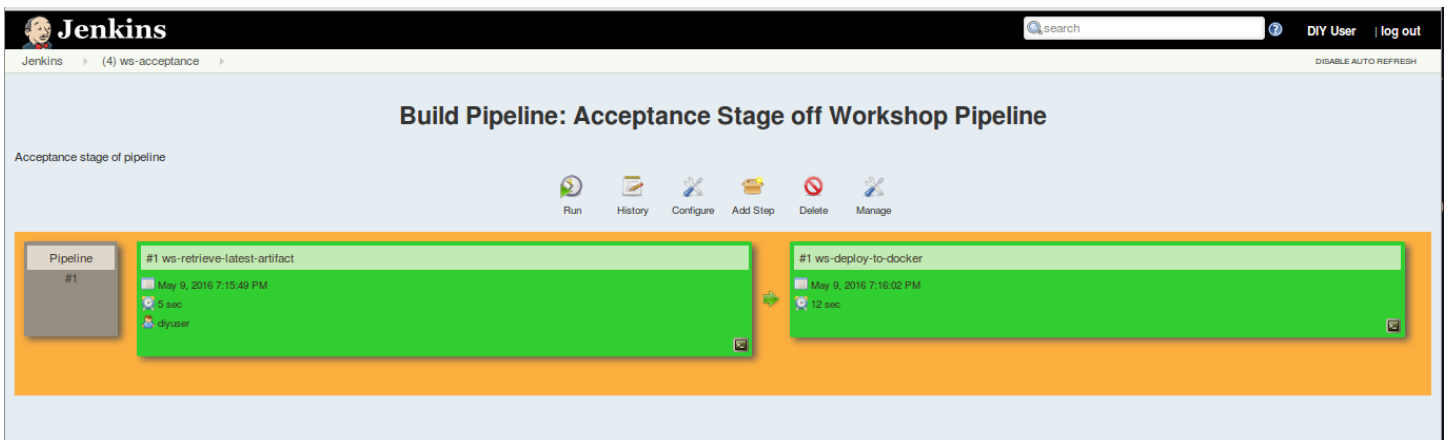 Jenkins
search
DIY User | log out
Jenkins (4) ws-acceptance
DISABLE AUTO REFRESH
Build Pipeline: Acceptance Stage off Workshop Pipeline
Acceptance stage of pipeline
Run History Configure Add Step Delete Manage
Pipeline
#1
#1 ws-retrieve-latest-artifact
May 9, 2016 7:15:49 PM
5 sec
diyuser
#1 ws-deploy-to-docker
May 9, 2016 7:16:02 PM
12 sec